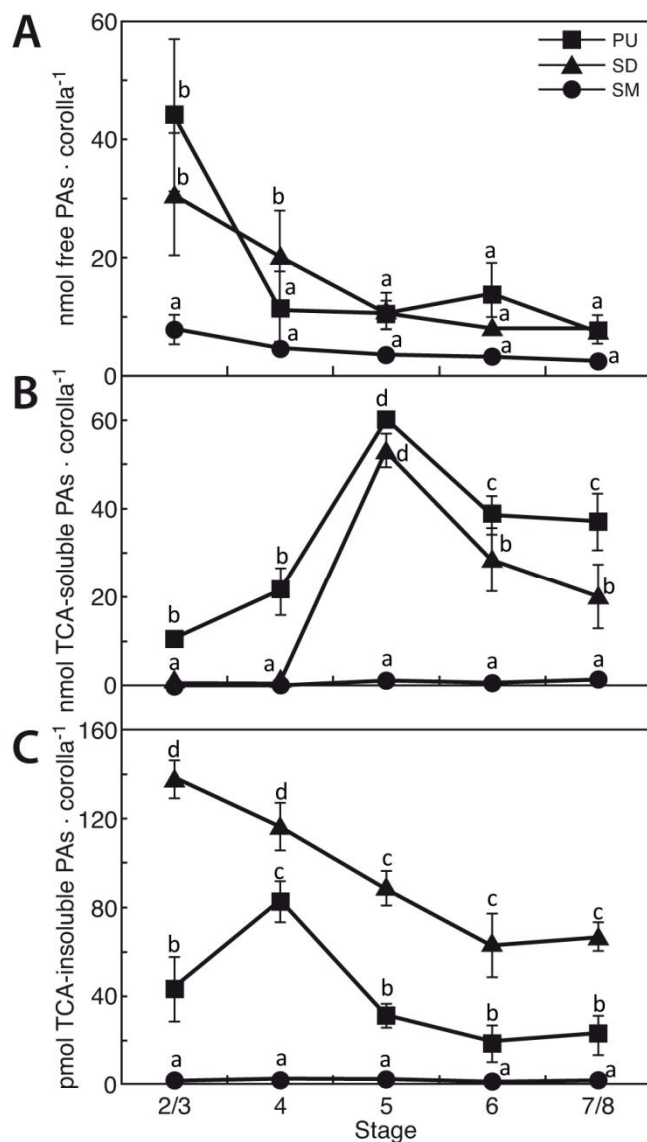 A
60
PU
SD
SM
b
40
b
b
20
a
a
a
a
a
a
a
a
a
a
0
nmol free PAs · corolla⁻¹
B
60
d
d
40
c
c
b
b
b
20
b
a
a
a
a
a
0
nmol TCA-soluble PAs · corolla⁻¹
C
160
d
d
120
c
c
c
c
80
b
b
b
b
40
a
a
a
a
a
0
pmol TCA-insoluble PAs · corolla⁻¹
2/3
4
5
6
7/8
Stage